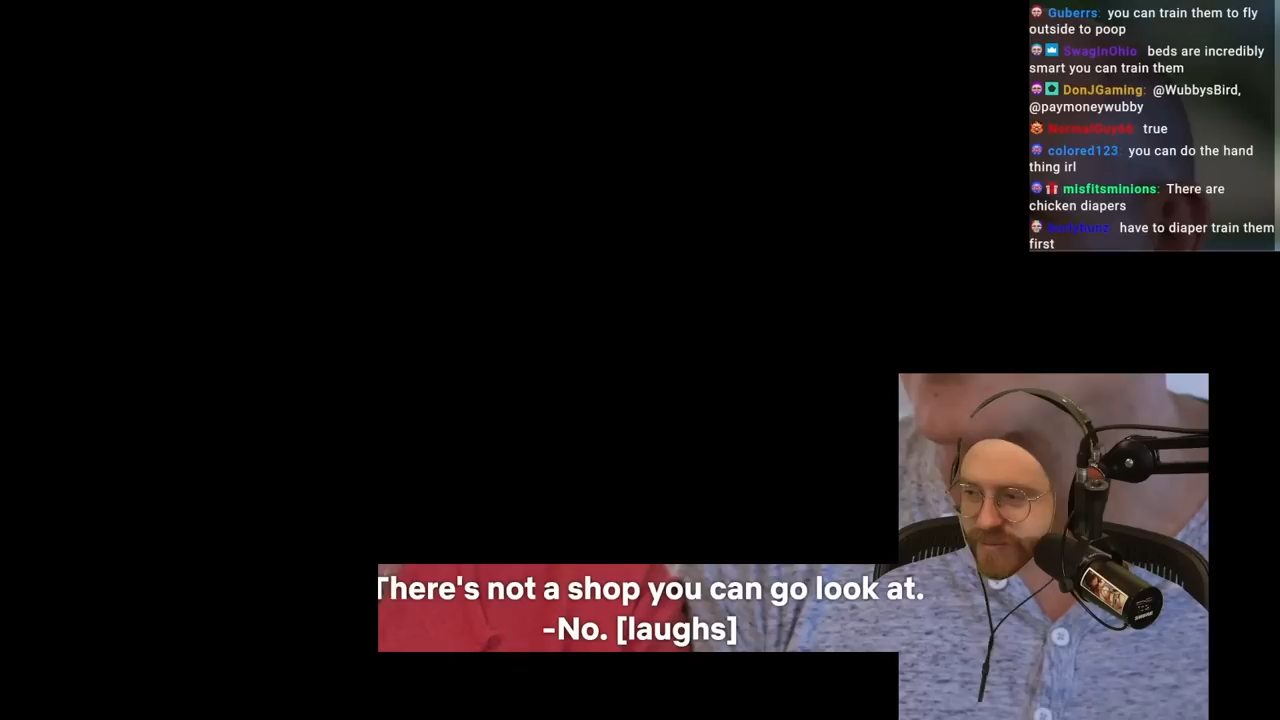 Guberrs: you can train them to fly
outside to poop
SwagInOhio beds are incredibly
smart you can train them
DonJGaming: @WubbysBird,
@paymoneywubby
true
colored123: you can do the hand
thing irl
misfitsminions: There are
chicken diapers
have to diaper train them
first
There's not a shop you can go look at.
-No. [laughs]